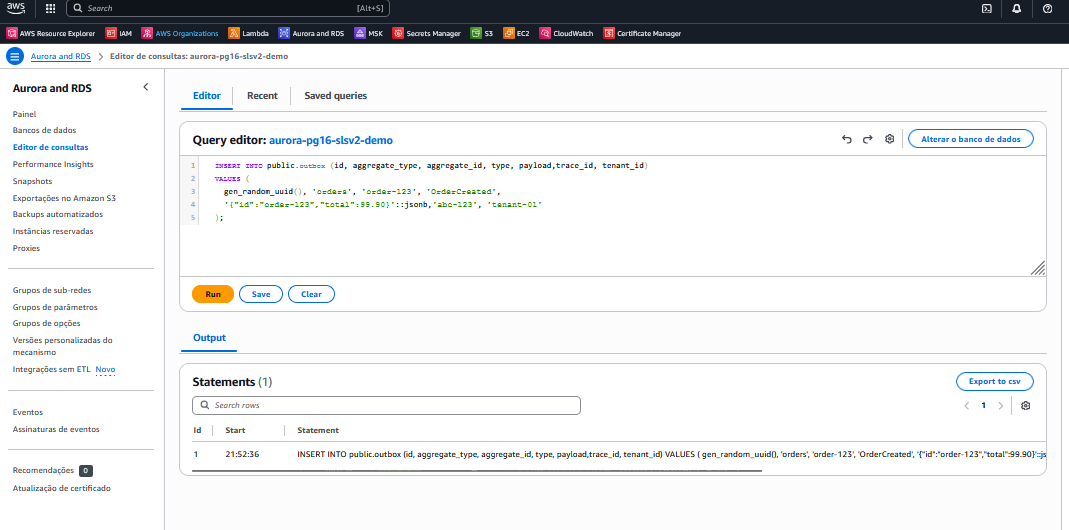 aws
Search [Alt+S]
AWS Resource Explorer IAM AWS Organizations Lambda Aurora and RDS MSK Secrets Manager S3 EC2 CloudWatch Certificate Manager
Aurora and RDS > Editor de consultas: aurora-pg16-slsv2-demo
Aurora and RDS
Painel
Bancos de dados
Editor de consultas
Performance Insights
Snapshots
Exportações no Amazon S3
Backups automatizados
Instâncias reservadas
Proxies
Grupos de sub-redes
Grupos de parâmetros
Grupos de opções
Versões personalizadas do
mecanismo
Integrações sem ETL Novo
Eventos
Assinaturas de eventos
Recomendações 0
Atualização de certificado
Editor Recent Saved queries
Query editor: aurora-pg16-slsv2-demo
Alterar o banco de dados
1 INSERT INTO public.outbox (id, aggregate_type, aggregate_id, type, payload,trace_id, tenant_id)
2 VALUES (
3 gen_random_uuid(), 'orders', 'order-123', 'OrderCreated',
4 '{"id":"order-123","total":99.90}'::jsonb,'abc-123', 'tenant-01'
5 );
Run Save Clear
Output
Statements (1)
Export to csv
Search rows
1
Id Start Statement
1 21:52:36 INSERT INTO public.outbox (id, aggregate_type, aggregate_id, type, payload,trace_id, tenant_id) VALUES ( gen_random_uuid(), 'orders', 'order-123', 'OrderCreated', '{"id":"order-123","total":99.90}'::js